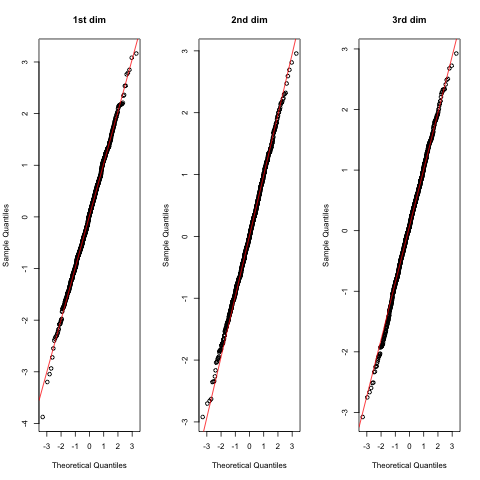 1st dim
2nd dim
3rd dim
Sample Quantiles
-4 -3 -2 -1 0 1 2 3
-3 -2 -1 0 1 2 3
Theoretical Quantiles
Sample Quantiles
-3 -2 -1 0 1 2 3
-3 -2 -1 0 1 2 3
Theoretical Quantiles
Sample Quantiles
-3 -2 -1 0 1 2 3
-3 -2 -1 0 1 2 3
Theoretical Quantiles